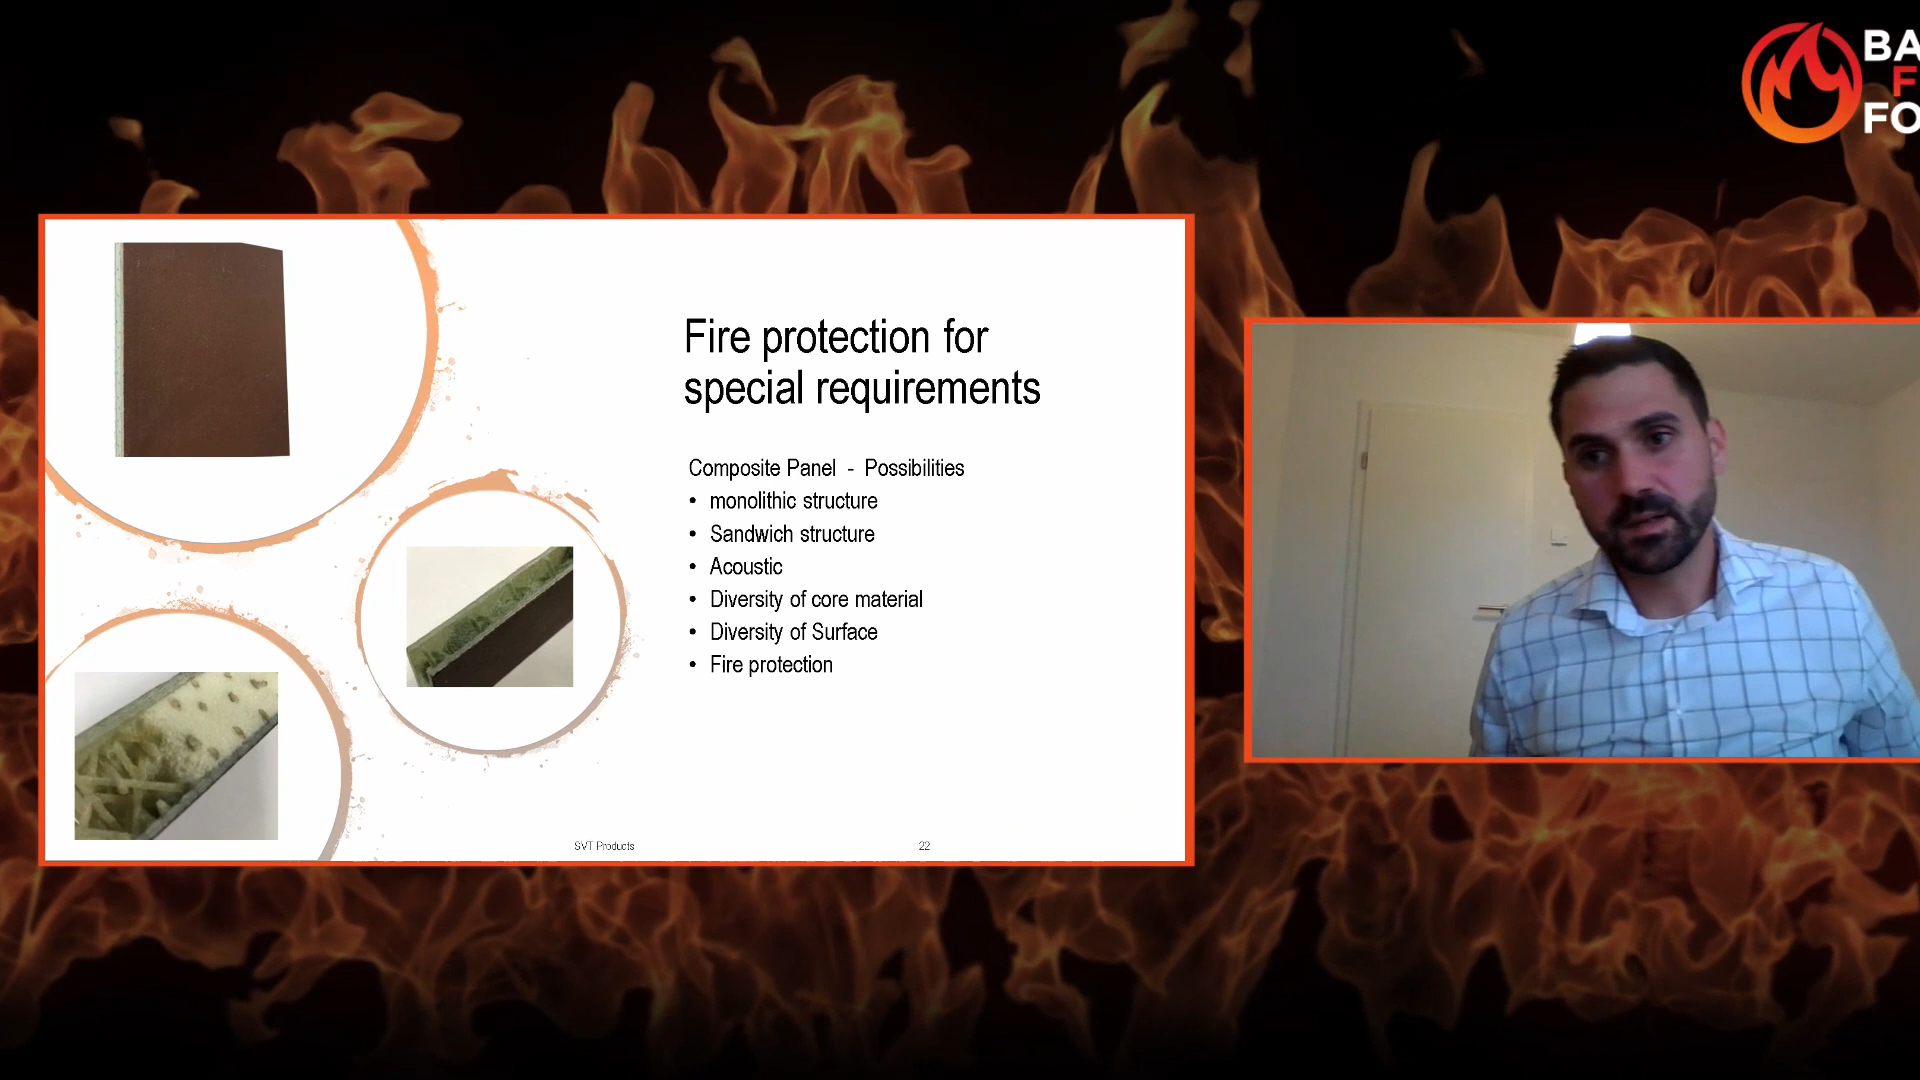 Fire protection for
special requirements
Composite Panel - Possibilities
• monolithic structure
• Sandwich structure
• Acoustic
• Diversity of core material
• Diversity of Surface
• Fire protection
SVT Products
22
BA
F
FO